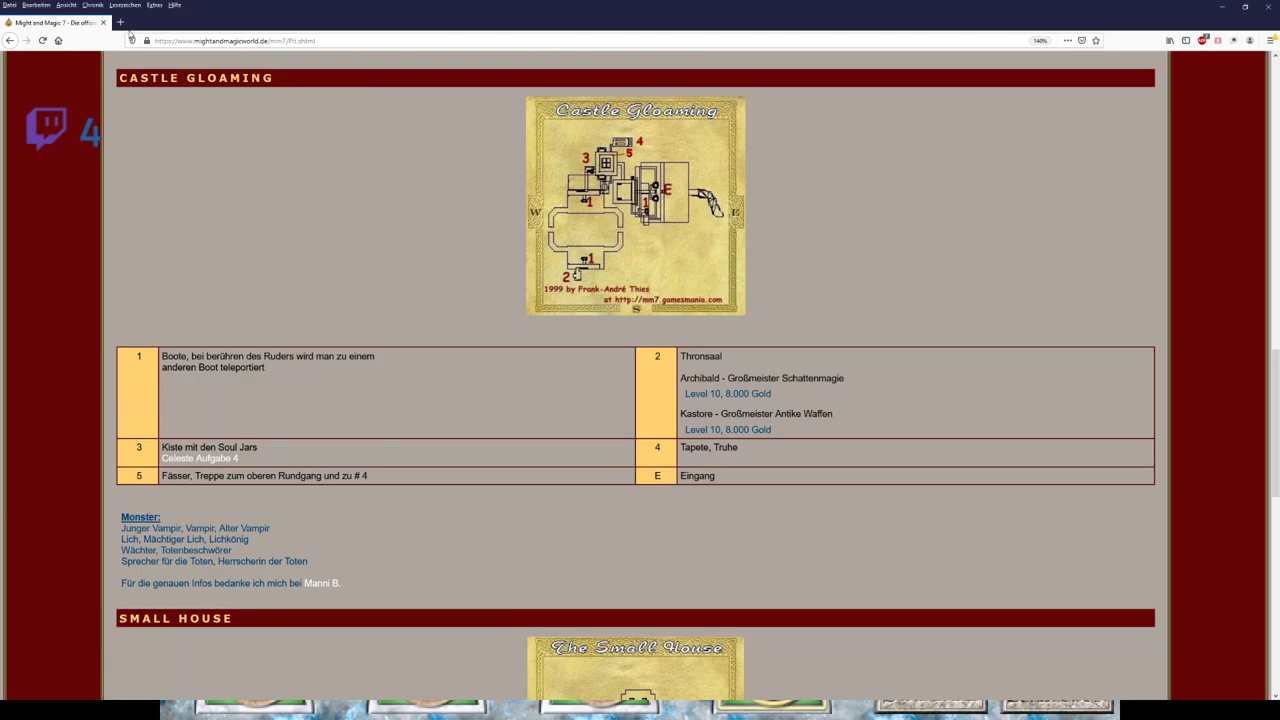 Datei Bearbeiten Ansicht Chronik Lesezeichen Extras Hilfe
Might and Magic 7 - Die offizie
https://www.mightandmagicworld.de/mm7/Pit.shtml
140%
CASTLE GLOAMING
4
Castle Gloaming
4
3
5
E
1
1
W
E
1
2
1999 by Frank-André Thies
at http://mm7.gamesmania.com
S
1
Boote, bei berühren des Ruders wird man zu einem
anderen Boot teleportiert
2
Thronsaal
Archibald - Großmeister Schattenmagie
Level 10, 8.000 Gold
Kastore - Großmeister Antike Waffen
Level 10, 8.000 Gold
3
Kiste mit den Soul Jars
Celeste Aufgabe 4
4
Tapete, Truhe
5
Fässer, Treppe zum oberen Rundgang und zu # 4
E
Eingang
Monster:
Junger Vampir, Vampir, Alter Vampir
Lich, Mächtiger Lich, Lichkönig
Wächter, Totenbeschwörer
Sprecher für die Toten, Herrscherin der Toten
Für die genauen Infos bedanke ich mich bei Manni B.
SMALL HOUSE
The Small House